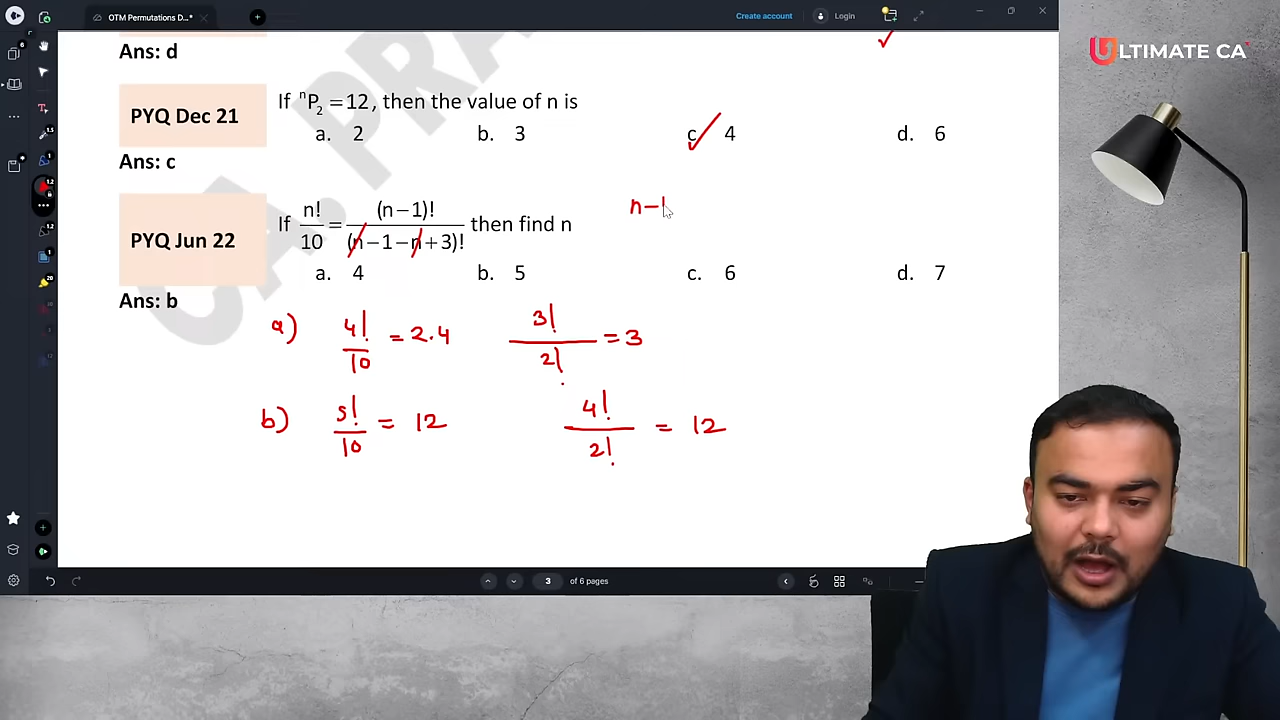 OTM Permutations D...*
Create account
Login
ULTIMATE CA
Ans: d
PYQ Dec 21
If ⁿP₂ = 12, then the value of n is
a. 2 b. 3 c. 4 d. 6
Ans: c
PYQ Jun 22
If n!/10 = (n−1)!/(n−1−n+3)! then find n
n−1
a. 4 b. 5 c. 6 d. 7
Ans: b
a) 4!/10 = 2.4 3!/2! = 3
b) 5!/10 = 12 4!/2! = 12
CA. PRA
3 of 6 pages